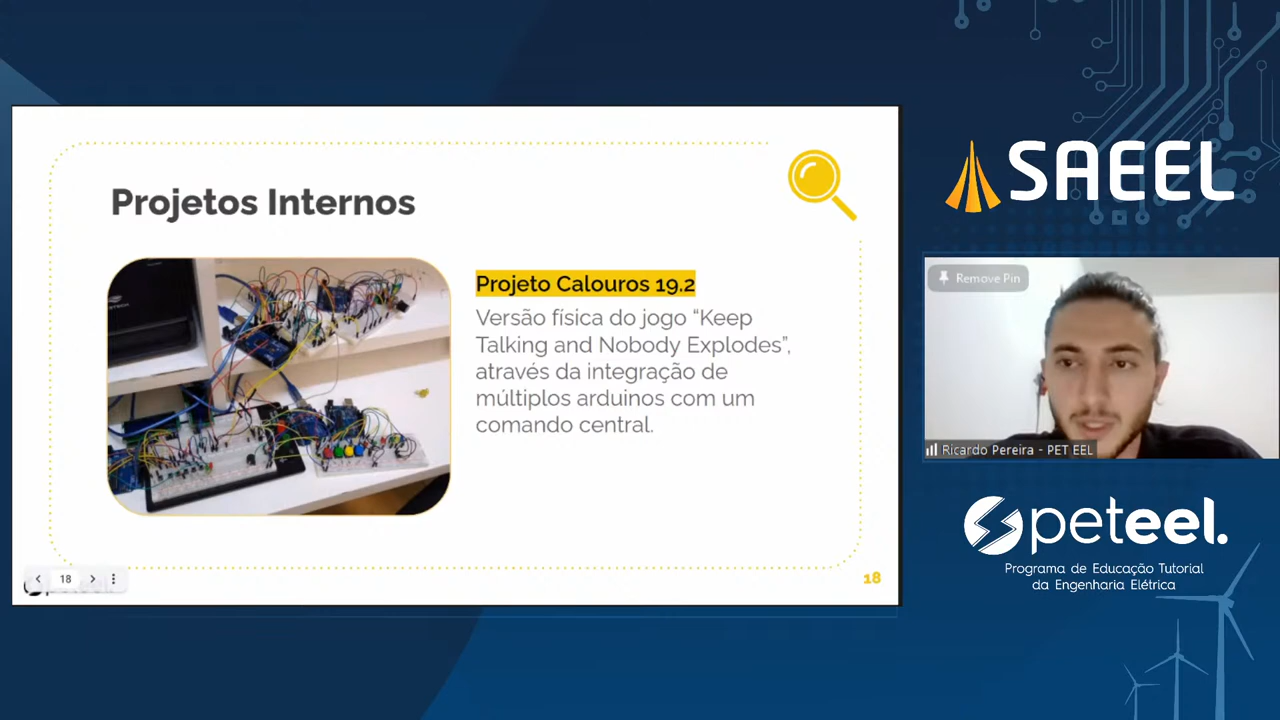 Projetos Internos
Projeto Calouros 19.2
Versão física do jogo “Keep
Talking and Nobody Explodes”,
através da integração de
múltiplos arduinos com um
comando central.
18
18
SAEEL
Remove Pin
Ricardo Pereira - PET EEL
peteel.
Programa de Educação Tutorial
da Engenharia Elétrica